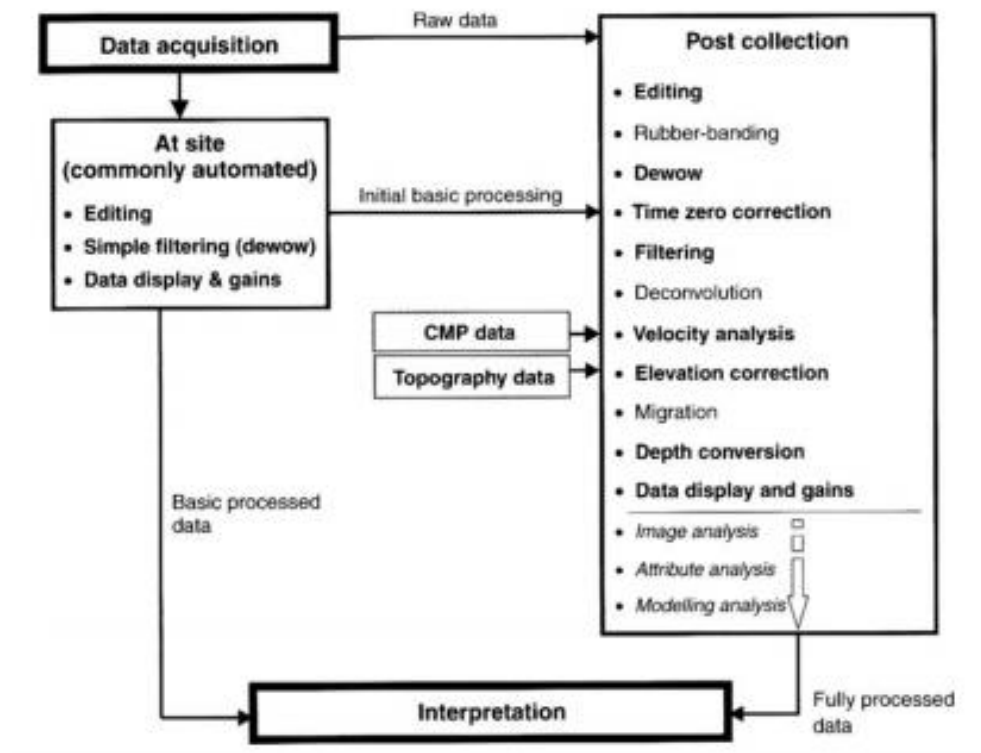 Raw data
Data acquisition
Post collection
• Editing
• Rubber-banding
• Dewow
• Time zero correction
• Filtering
• Deconvolution
• Velocity analysis
• Elevation correction
• Migration
• Depth conversion
• Data display and gains
• Image analysis
• Attribute analysis
• Modelling analysis
At site
(commonly automated)
• Editing
• Simple filtering (dewow)
• Data display & gains
Initial basic processing
CMP data
Topography data
Basic processed
data
Interpretation
Fully processed
data